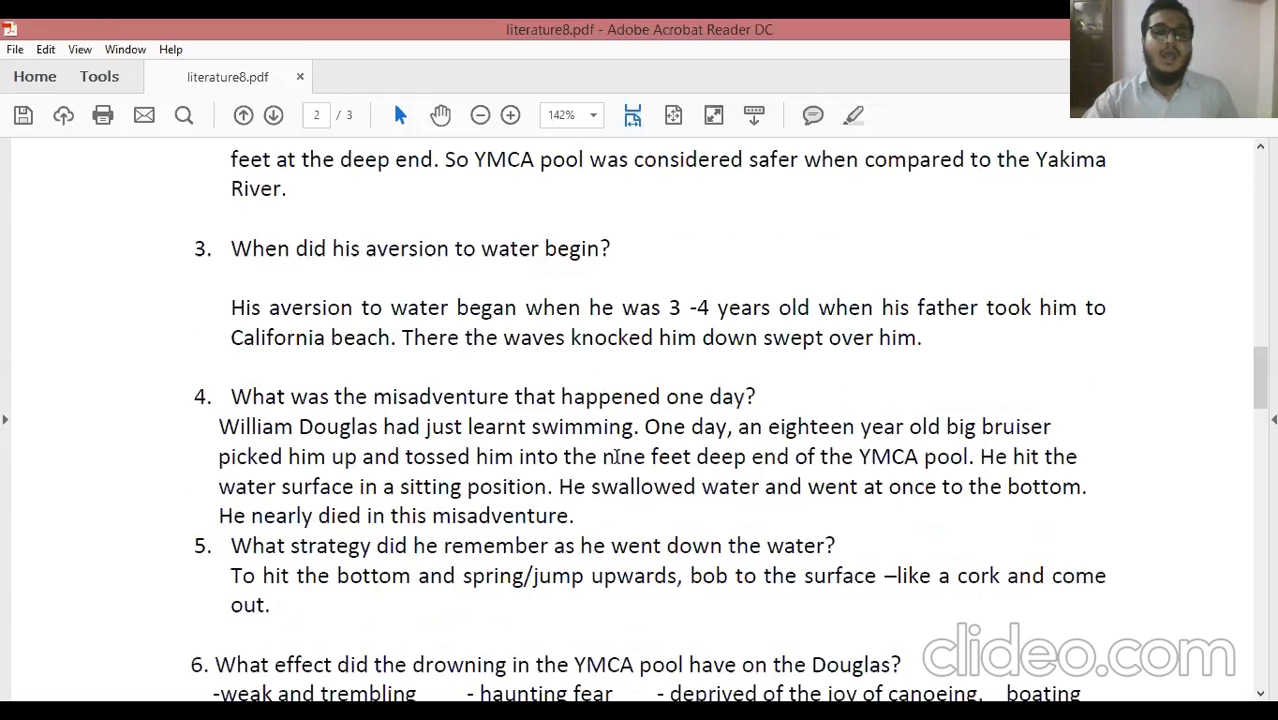 literature8.pdf - Adobe Acrobat Reader DC
File Edit View Window Help
Home Tools literature8.pdf ×
2 / 3 142%
feet at the deep end. So YMCA pool was considered safer when compared to the Yakima
River.
3. When did his aversion to water begin?
His aversion to water began when he was 3 -4 years old when his father took him to
California beach. There the waves knocked him down swept over him.
4. What was the misadventure that happened one day?
William Douglas had just learnt swimming. One day, an eighteen year old big bruiser
picked him up and tossed him into the nine feet deep end of the YMCA pool. He hit the
water surface in a sitting position. He swallowed water and went at once to the bottom.
He nearly died in this misadventure.
5. What strategy did he remember as he went down the water?
To hit the bottom and spring/jump upwards, bob to the surface –like a cork and come
out.
clideo.com
6. What effect did the drowning in the YMCA pool have on the Douglas?
-weak and trembling - haunting fear - deprived of the joy of canoeing, boating